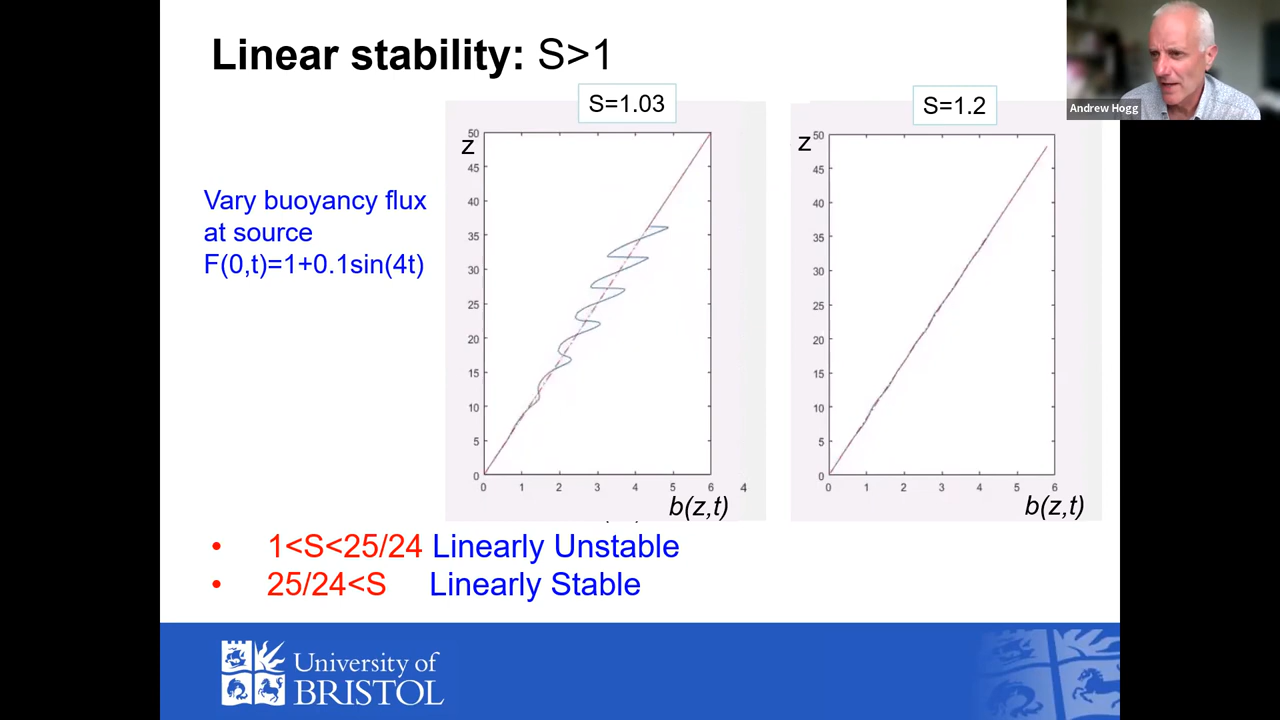 Linear stability: S>1
Andrew Hogg
S=1.03
S=1.2
Vary buoyancy flux
at source
F(0,t)=1+0.1sin(4t)
z
50
45
40
35
30
25
20
15
10
5
0
0 1 2 3 4 5 6 4
b(z,t)
z
50
45
40
35
30
25
20
15
10
5
0
0 1 2 3 4 5 6
b(z,t)
• 1<S<25/24 Linearly Unstable
• 25/24<S Linearly Stable
University of
BRISTOL